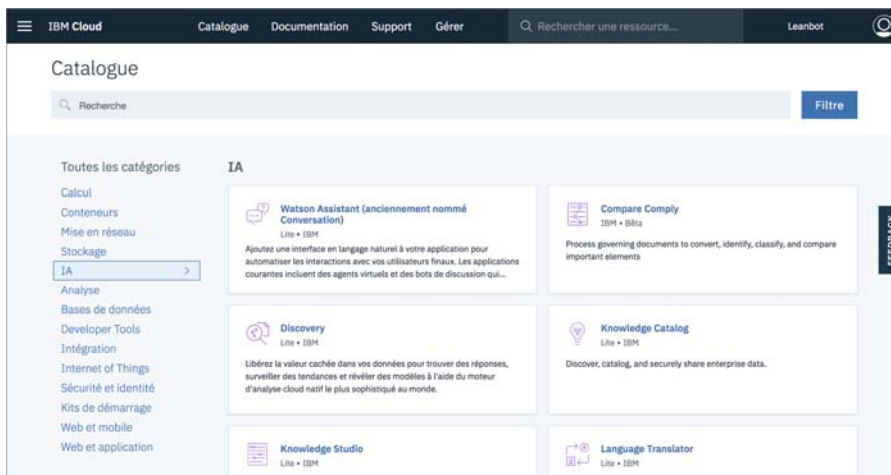 IBM Cloud Catalogue Documentation Support Gérer Rechercher une ressource... Leanbot
Catalogue
Recherche
Filtre
Toutes les catégories
Calcul
Conteneurs
Mise en réseau
Stockage
IA
Analyse
Bases de données
Developer Tools
Intégration
Internet of Things
Sécurité et identité
Kits de démarrage
Web et mobile
Web et application
IA
Watson Assistant (anciennement nommé
Conversation)
Lite • IBM
Ajoutez une interface en langage naturel à votre application pour
automatiser les interactions avec vos utilisateurs finaux. Les applications
courantes incluent des agents virtuels et des bots de discussion qui...
Compare Comply
IBM • Bêta
Process governing documents to convert, identify, classify, and compare
important elements
Discovery
Lite • IBM
Libérez la valeur cachée dans vos données pour trouver des réponses,
surveiller des tendances et révéler des modèles à l'aide du moteur
d'analyse cloud natif le plus sophistiqué au monde.
Knowledge Catalog
Lite • IBM
Discover, catalog, and securely share enterprise data.
Knowledge Studio
Lite • IBM
Language Translator
Lite • IBM
FEEDBACK